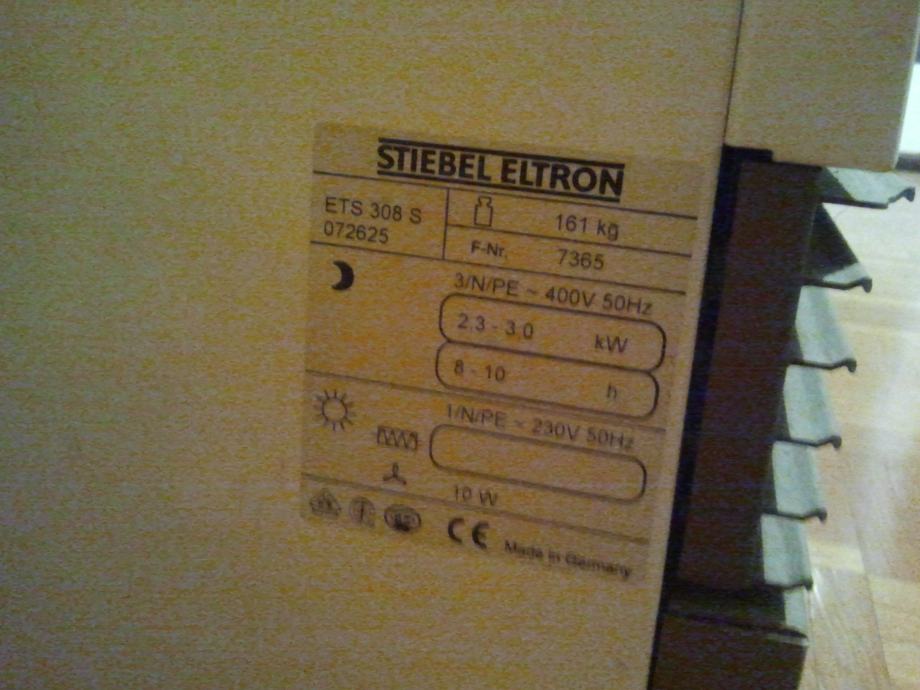 STIEBEL ELTRON
ETS 308 S
072625
161 kg
F-Nr. 7365
3/N/PE ~ 400V 50Hz
2,3 - 3,0 kW
8 - 10 h
1/N/PE ~ 230V 50Hz
10 W
CE Made in Germany